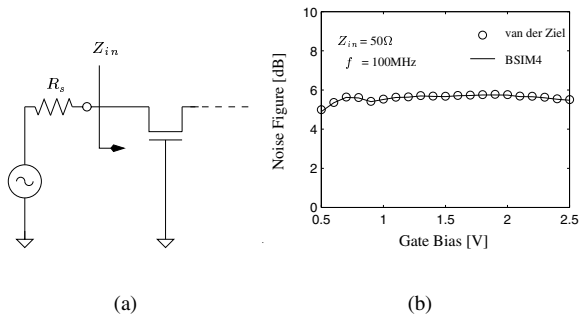 Z_in
R_s
(a)
10
8
6
4
2
0
Noise Figure [dB]
Z_in = 50Ω
f = 100MHz
van der Ziel
BSIM4
0.5 1 1.5 2 2.5
Gate Bias [V]
(b)